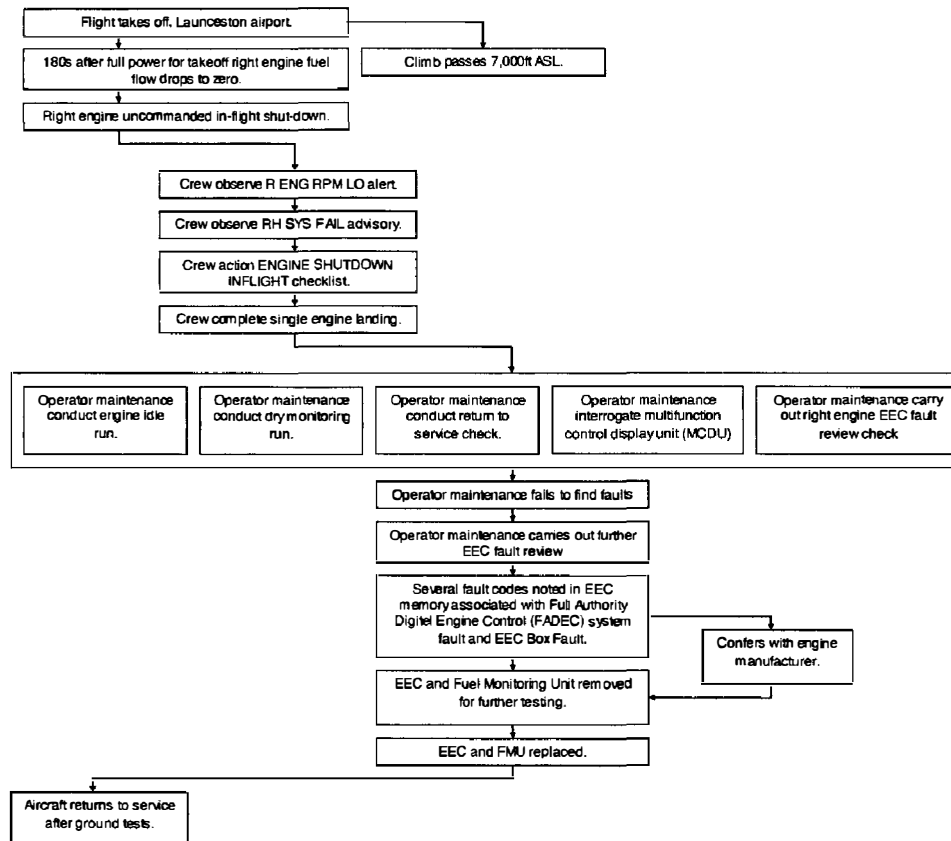 Flight takes off, Launceston airport.
180s after full power for takeoff right engine fuel
flow drops to zero.
Climb passes 7,000ft ASL.
Right engine uncommanded in-flight shut-down.
Crew observe R ENG RPM LO alert.
Crew observe RH SYS FAIL advisory.
Crew action ENGINE SHUTDOWN
INFLIGHT checklist.
Crew complete single engine landing.
Operator maintenance
conduct engine idle
run.
Operator maintenance
conduct dry monitoring
run.
Operator maintenance
conduct return to
service check.
Operator maintenance
interrogate multifunction
control display unit (MCDU)
Operator maintenance carry
out right engine EEC fault
review check
Operator maintenance fails to find faults
Operator maintenance carries out further
EEC fault review
Several fault codes noted in EEC
memory associated with Full Authority
Digitel Engine Control (FADEC) system
fault and EEC Box Fault.
Confers with engine
manufacturer.
EEC and Fuel Monitoring Unit removed
for further testing.
EEC and FMU replaced.
Aircraft returns to service
after ground tests.